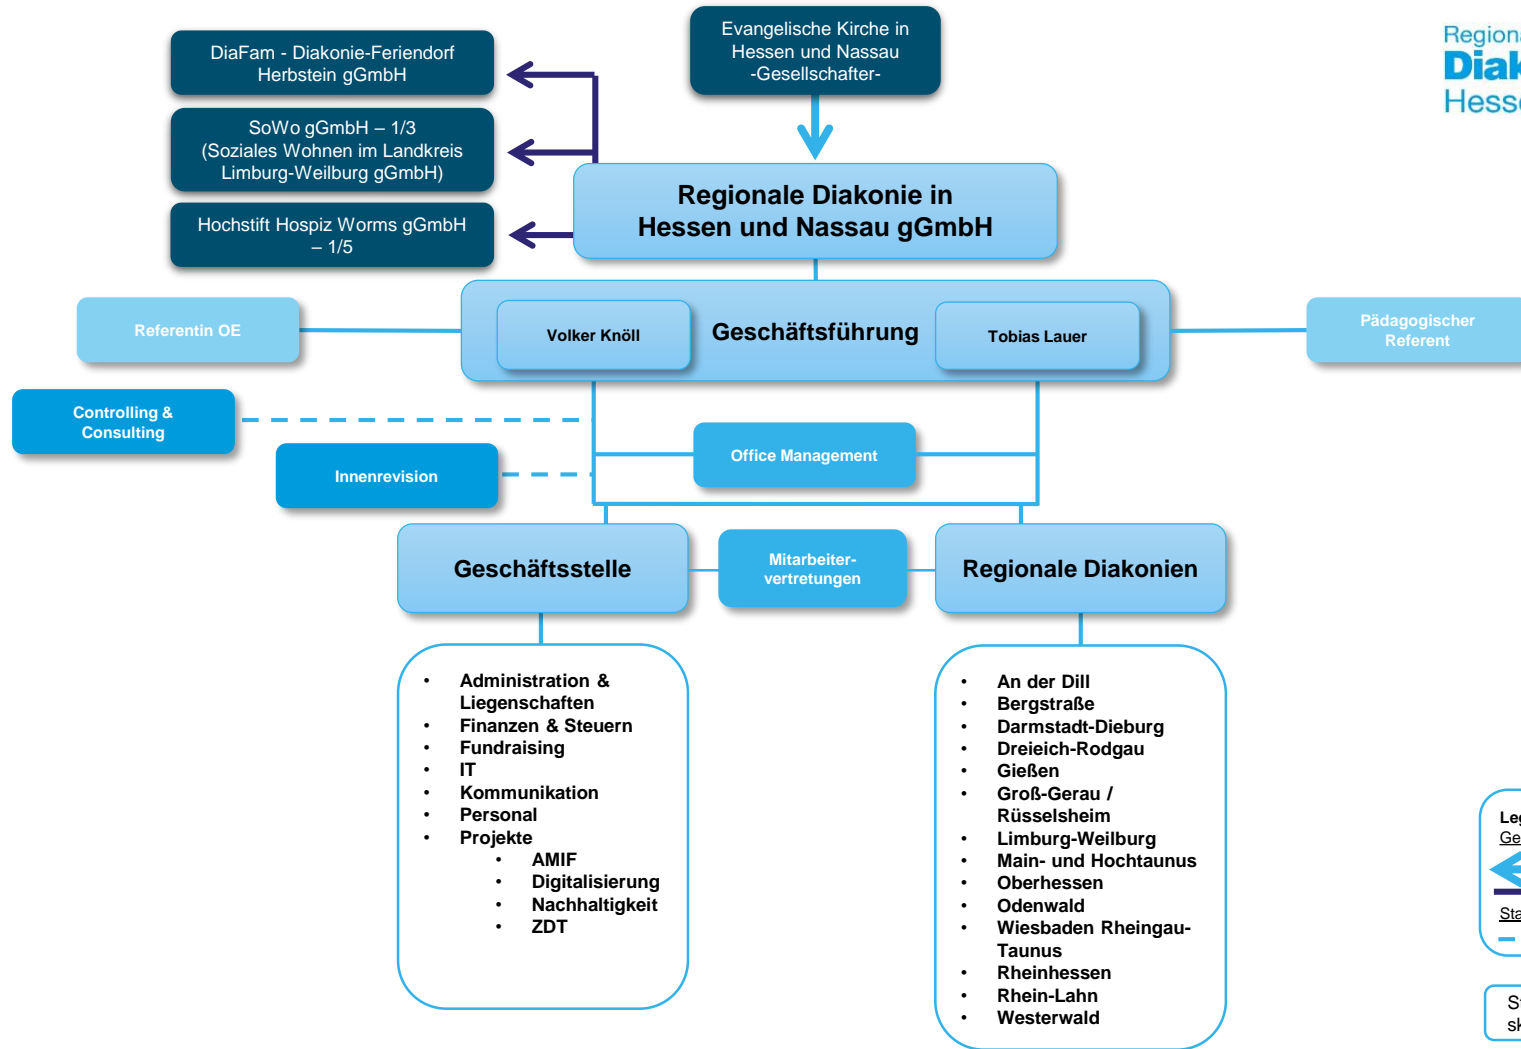 Evangelische Kirche in
Hessen und Nassau
-Gesellschafter-
DiaFam - Diakonie-Feriendorf
Herbstein gGmbH
SoWo gGmbH – 1/3
(Soziales Wohnen im Landkreis
Limburg-Weilburg gGmbH)
Hochstift Hospiz Worms gGmbH
– 1/5
Regionale Diakonie in
Hessen und Nassau gGmbH
Referentin OE
Volker Knöll
Geschäftsführung
Tobias Lauer
Pädagogischer
Referent
Controlling &
Consulting
Innenrevision
Office Management
Geschäftsstelle
Mitarbeiter-
vertretungen
Regionale Diakonien
• Administration &
Liegenschaften
• Finanzen & Steuern
• Fundraising
• IT
• Kommunikation
• Personal
• Projekte
• AMIF
• Digitalisierung
• Nachhaltigkeit
• ZDT
• An der Dill
• Bergstraße
• Darmstadt-Dieburg
• Dreieich-Rodgau
• Gießen
• Groß-Gerau /
Rüsselsheim
• Limburg-Weilburg
• Main- und Hochtaunus
• Oberhessen
• Odenwald
• Wiesbaden Rheingau-
Taunus
• Rheinhessen
• Rhein-Lahn
• Westerwald